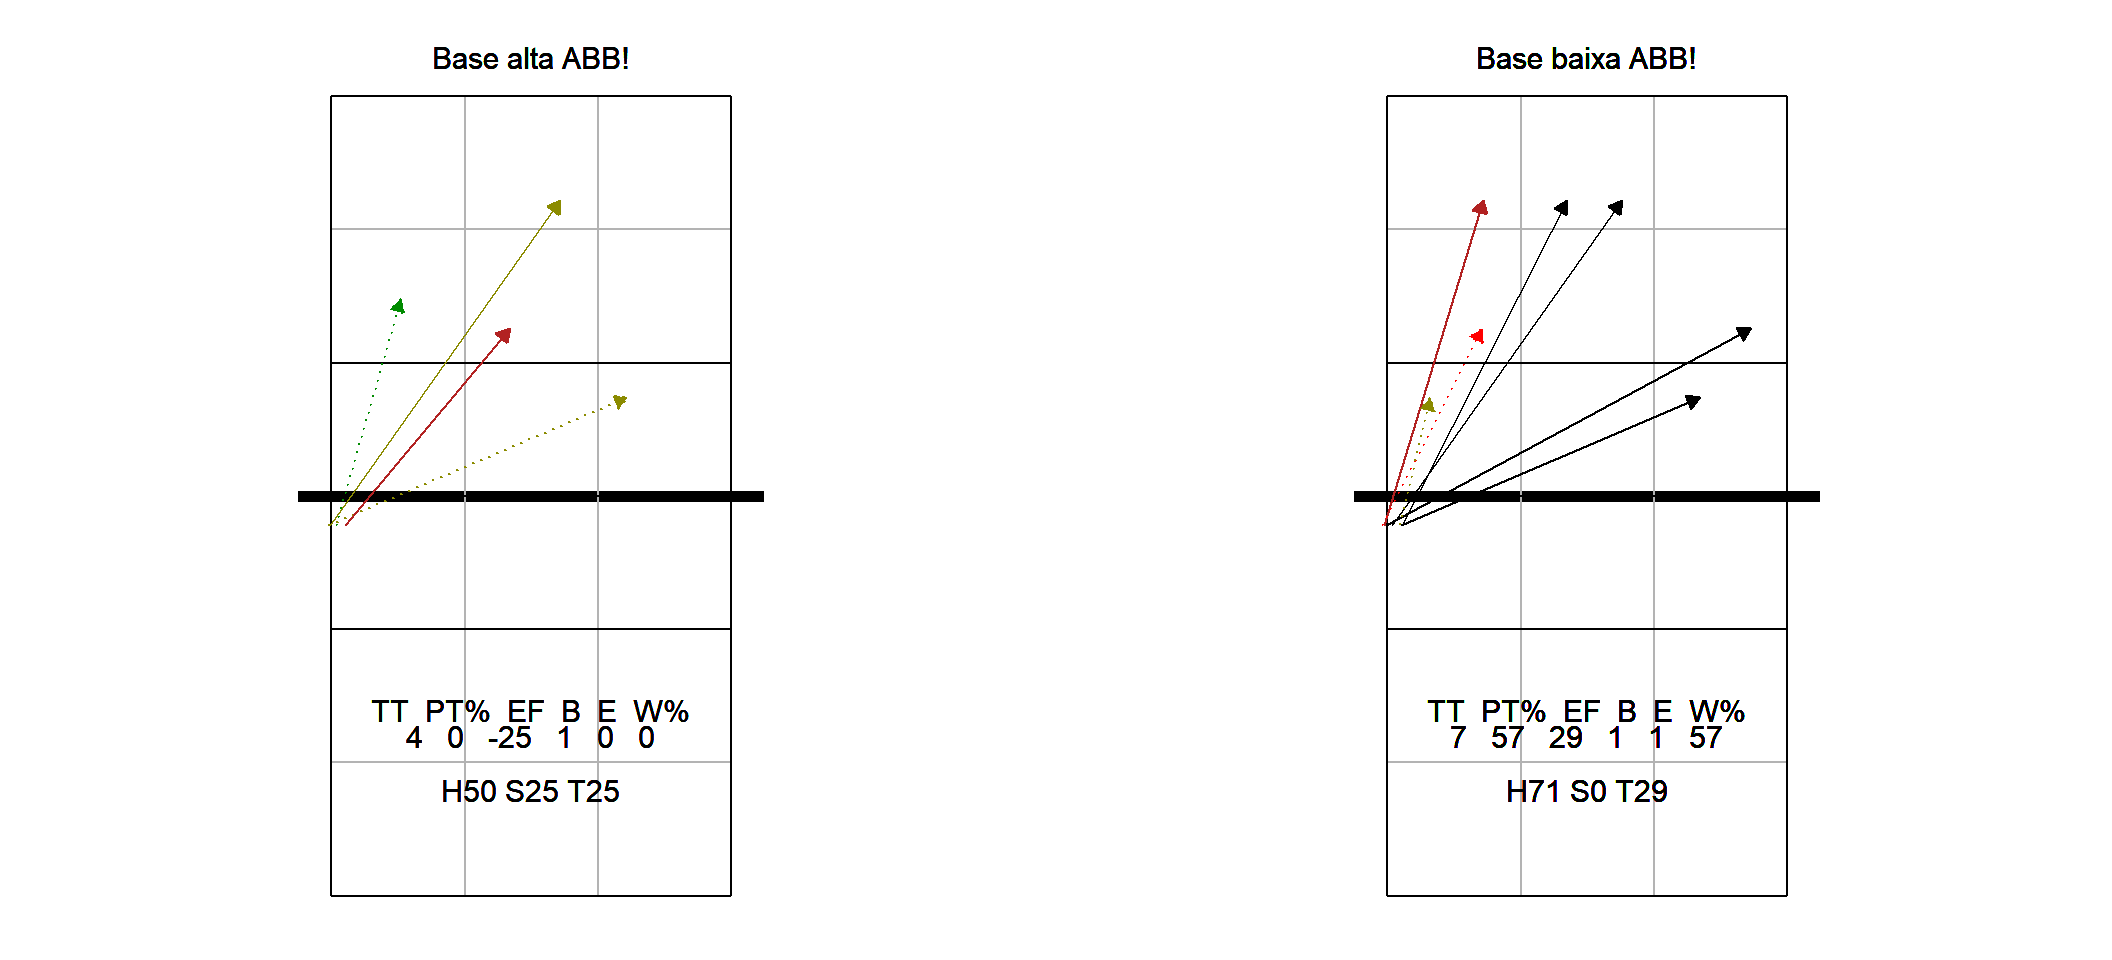 Base alta ABB!
TT PT% EF B E W%
4 0 -25 1 0 0
H50 S25 T25
Base baixa ABB!
TT PT% EF B E W%
7 57 29 1 1 57
H71 S0 T29